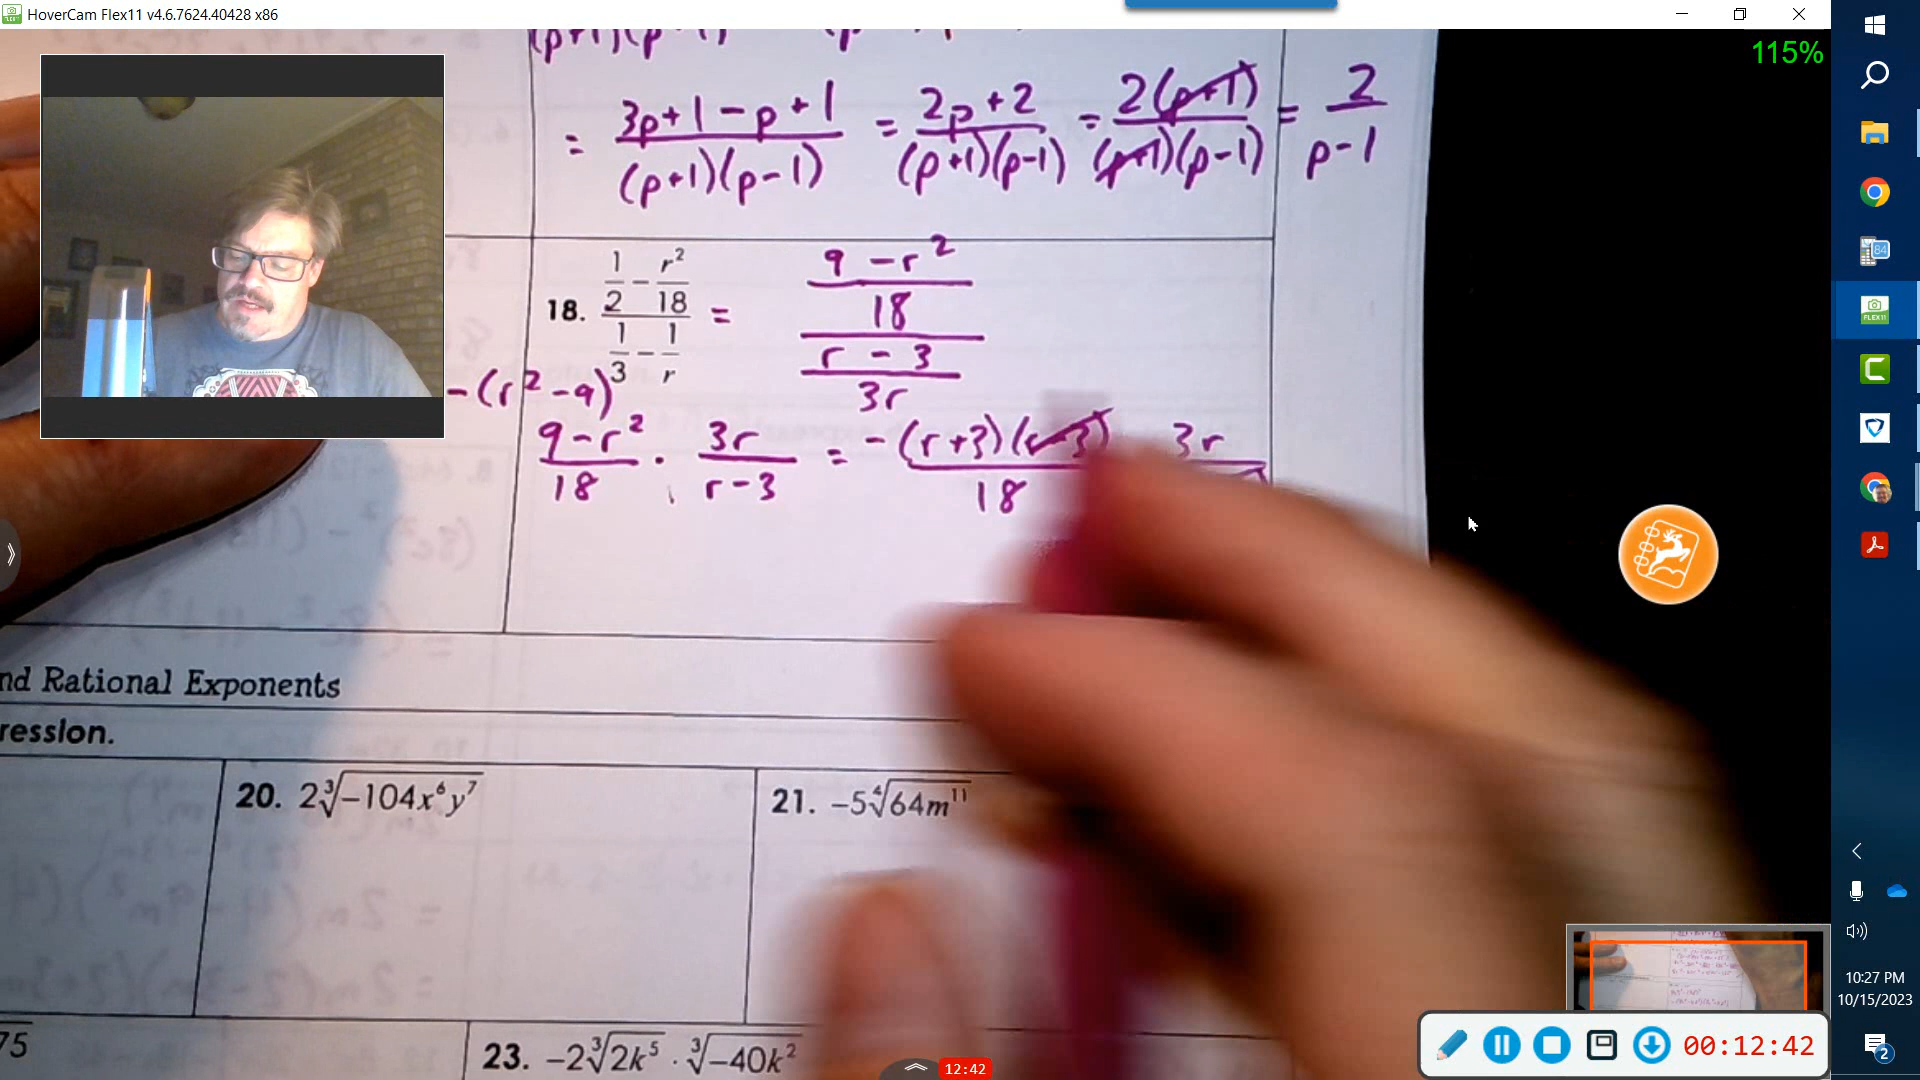 HoverCam Flex11 v4.6.7624.40428 x86
115%
= 3p+1-p+1/(p+1)(p-1) = 2p+2/(p+1)(p-1) = 2(p+1)/(p+1)(p-1) = 2/p-1
18. 1/2 - r²/18 / 1/3 - 1/r = 9-r²/18 / r-3/3r
-(r²-9)
9-r²/18 · 3r/r-3 = -(r+3)(r-3)/18 3r
nd Rational Exponents
ression.
20. 2∛-104x⁶y⁷
21. -5∜64m¹¹
75
23. -2∛2k⁵ · ∛-40k²
12:42
84
FLEX11
10:27 PM
10/15/2023
2
00:12:42